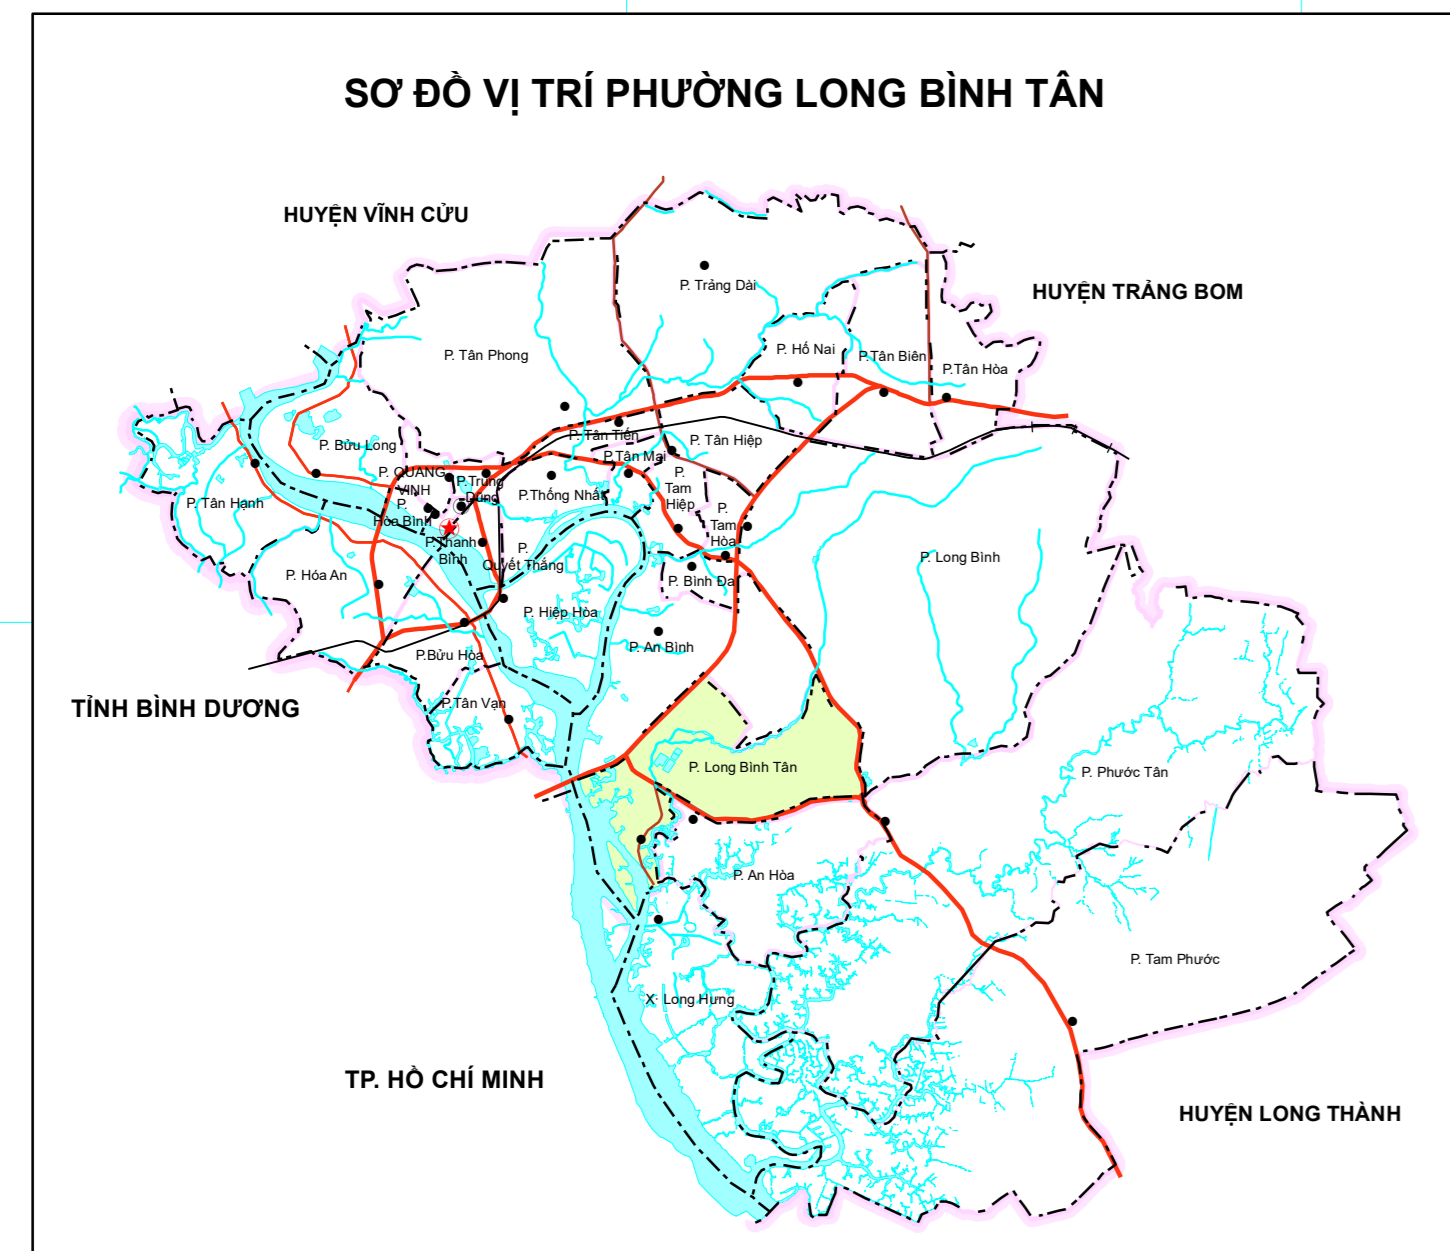 SƠ ĐỒ VỊ TRÍ PHƯỜNG LONG BÌNH TÂN
HUYỆN VĨNH CỬU
HUYỆN TRẢNG BOM
P. Trảng Dài
P. Tân Phong
P. Hố Nai
P.Tân Biên
P.Tân Hòa
P. Bửu Long
P. Tân Tiến
P. Tân Hiệp
P.Tân Mai
P. QUANG
VINH
P.Trung
Dũng
P.Thống Nhất
P.
Tam
Hiệp
P. Tân Hạnh
P.
Hòa Bình
P.
Tam
Hòa
P.Thanh
Bình
P.
Quyết Thắng
P. Long Bình
P. Hóa An
P. Bình Đa
P. Hiệp Hòa
P. An Bình
P.Bửu Hòa
TỈNH BÌNH DƯƠNG
P.Tân Vạn
P. Long Bình Tân
P. Phước Tân
P. An Hòa
P. Tam Phước
X. Long Hưng
TP. HỒ CHÍ MINH
HUYỆN LONG THÀNH